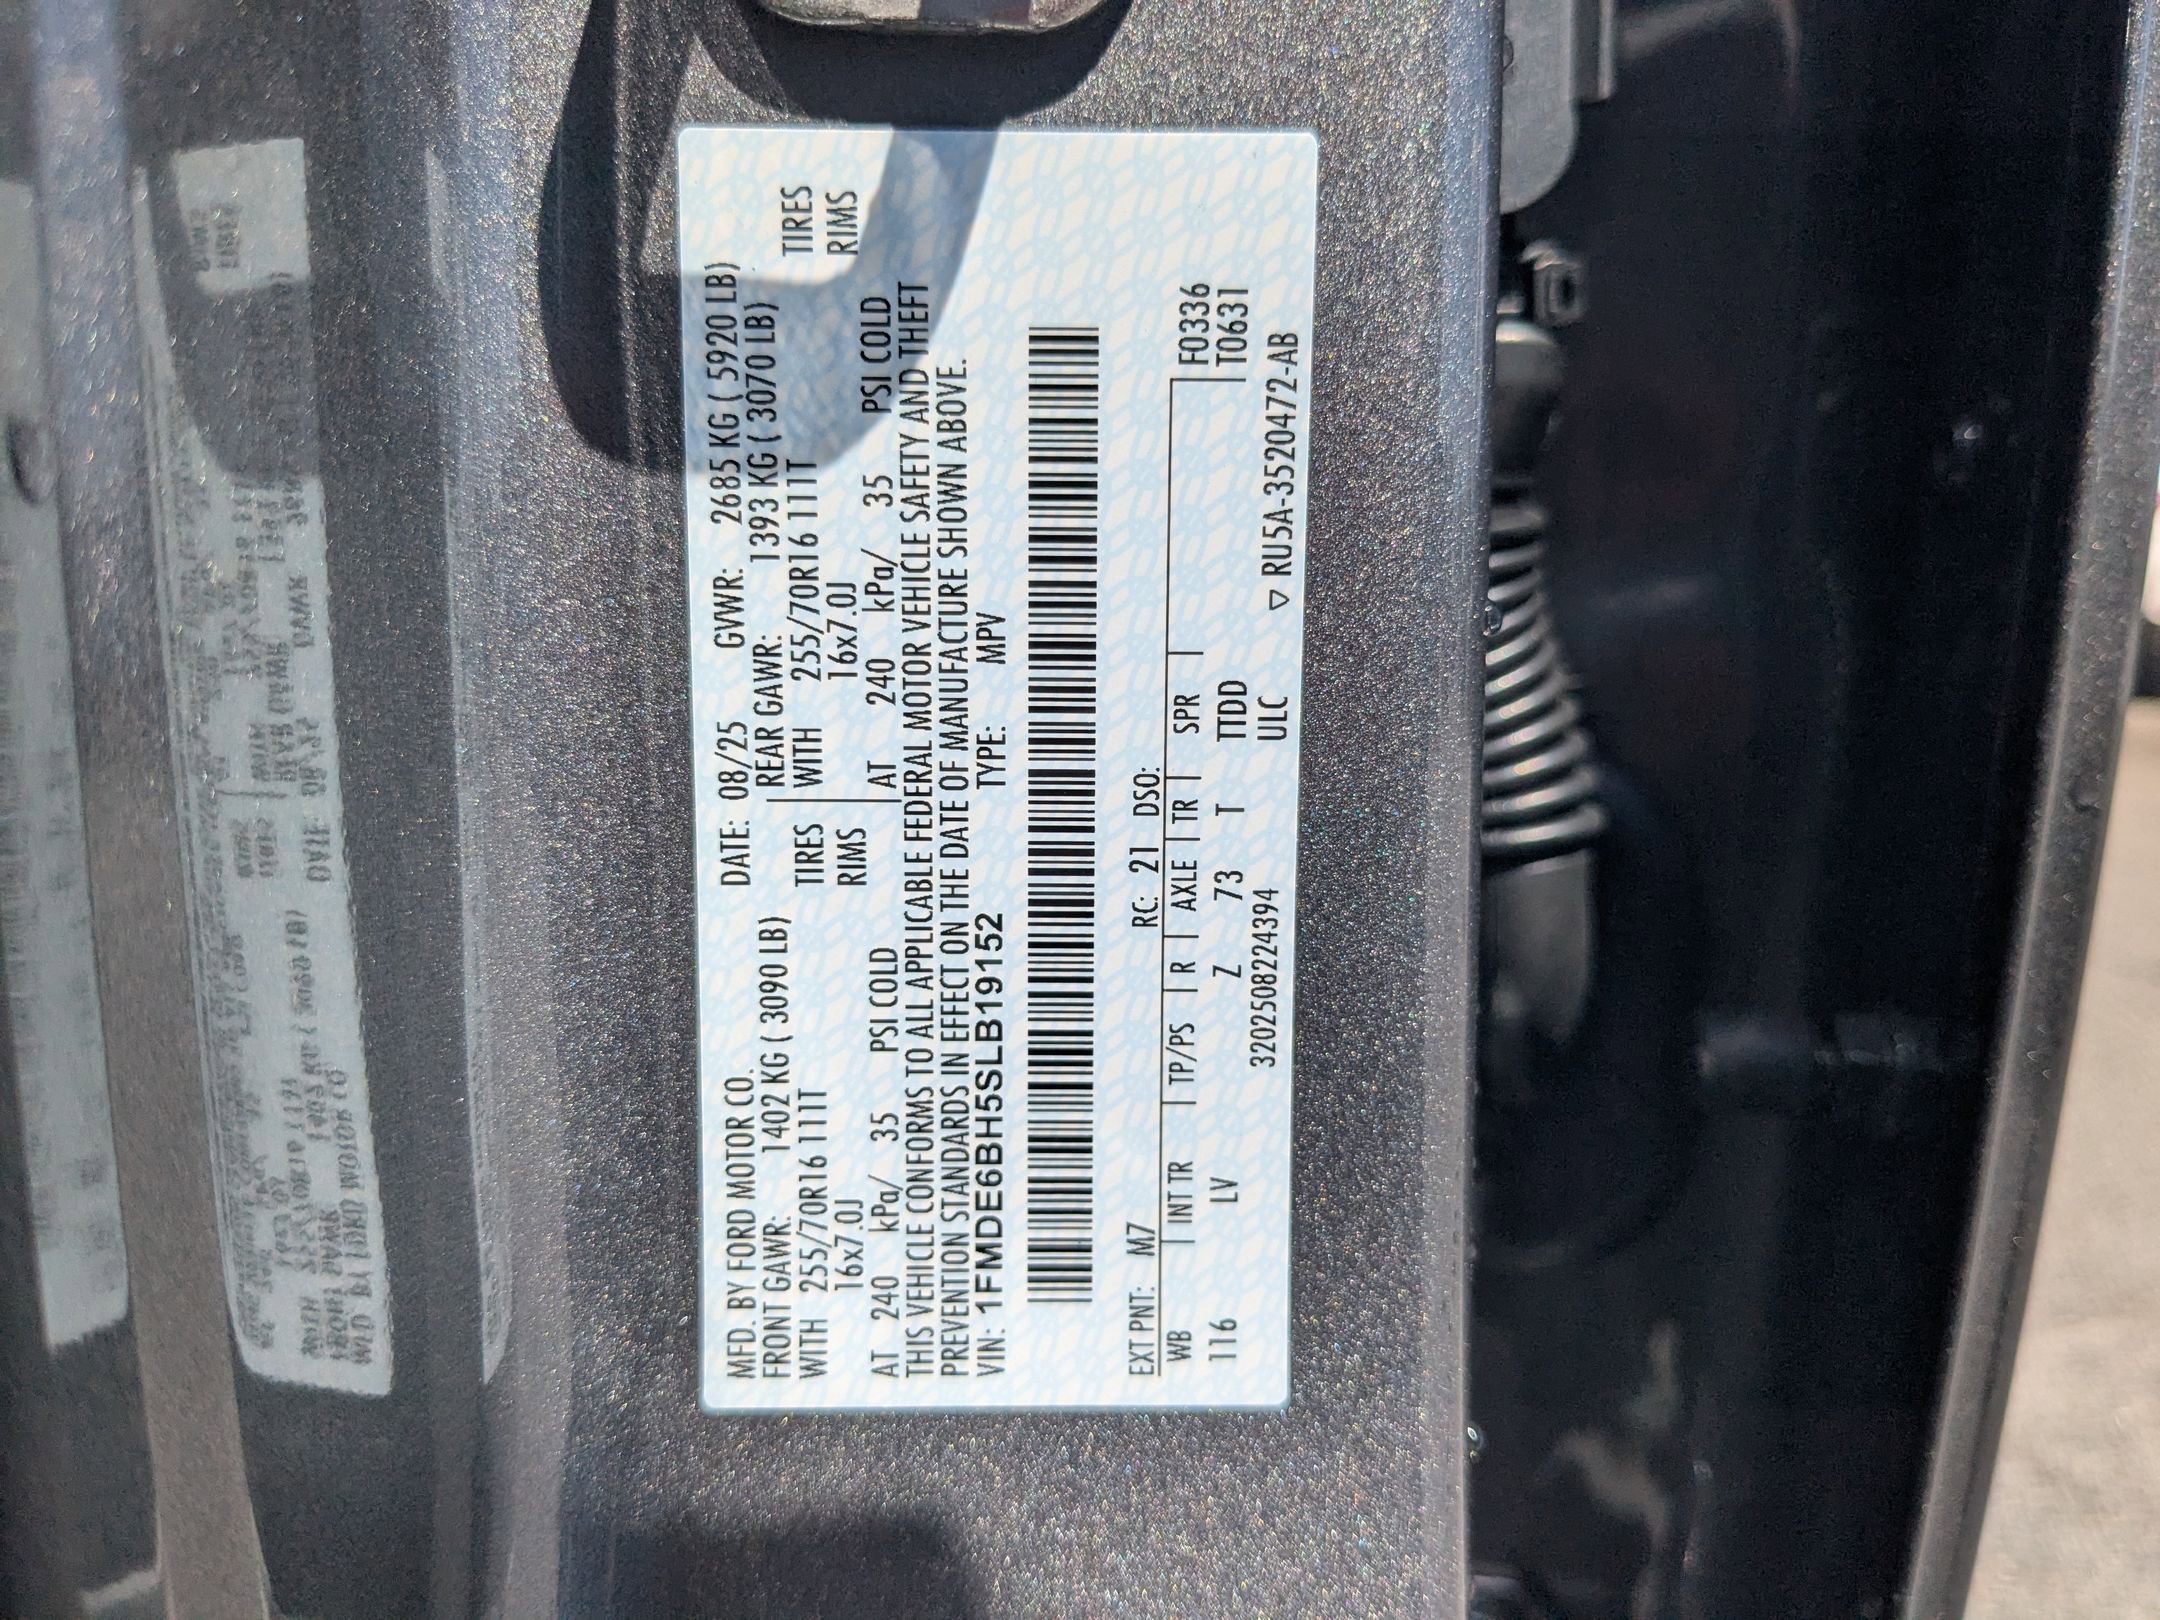 MFD. BY FORD MOTOR CO. DATE: 08/25 GVWR: 2685 KG ( 5920 LB)
FRONT GAWR: 1402 KG ( 3090 LB) REAR GAWR: 1393 KG ( 3070 LB)
WITH 255/70R16 111T TIRES WITH 255/70R16 111T TIRES
16x7.0J RIMS 16x7.0J RIMS
AT 240 kPa/ 35 PSI COLD AT 240 kPa/ 35 PSI COLD
THIS VEHICLE CONFORMS TO ALL APPLICABLE FEDERAL MOTOR VEHICLE SAFETY AND THEFT
PREVENTION STANDARDS IN EFFECT ON THE DATE OF MANUFACTURE SHOWN ABOVE.
VIN: 1FMDE6BH5SLB19152 TYPE: MPV
EXT PNT: M7 RC: 21 DSO:
WB INT TR TP/PS R AXLE TR SPR F0336
116 LV Z 73 T TTDD T0631
3202508224394 ULC ▽ RU5A-3520472-AB